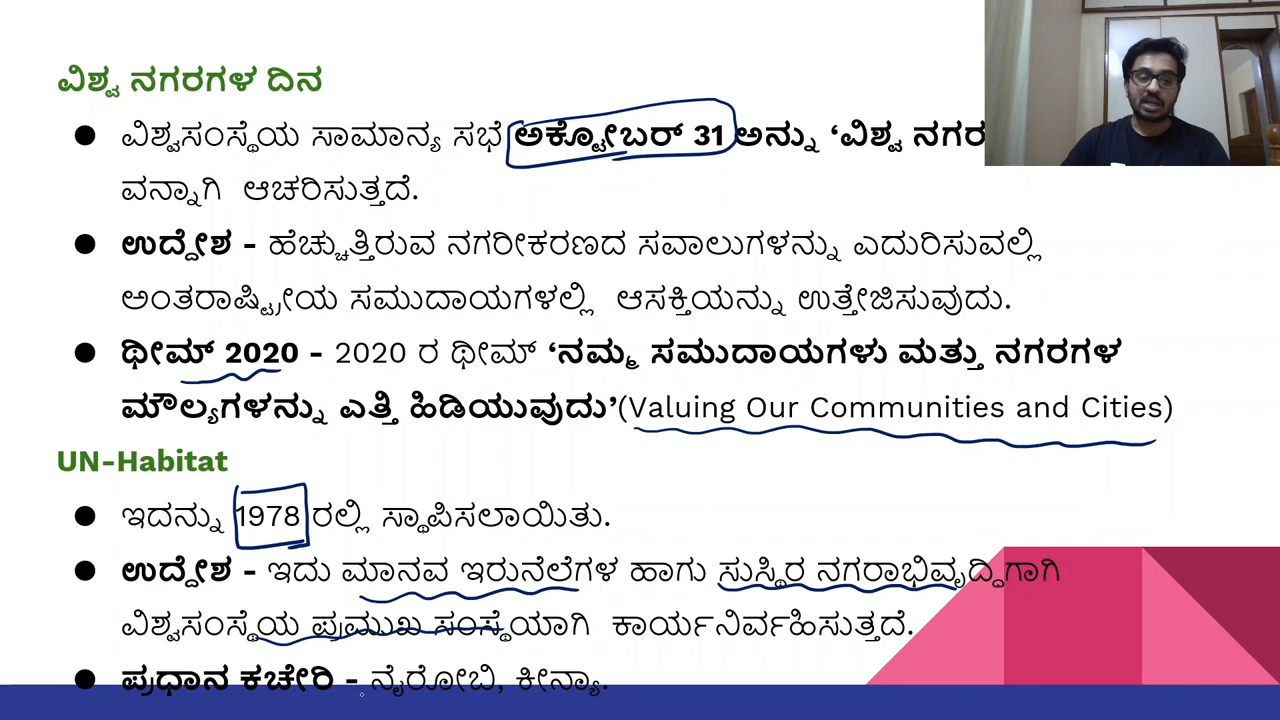 ವಿಶ್ವ ನಗರಗಳ ದಿನ
● ವಿಶ್ವಸಂಸ್ಥೆಯ ಸಾಮಾನ್ಯ ಸಭೆ ಅಕ್ಟೋಬರ್ 31 ಅನ್ನು ‘ವಿಶ್ವ ನಗರ
ವನ್ನಾಗಿ ಆಚರಿಸುತ್ತದೆ.
● ಉದ್ದೇಶ - ಹೆಚ್ಚುತ್ತಿರುವ ನಗರೀಕರಣದ ಸವಾಲುಗಳನ್ನು ಎದುರಿಸುವಲ್ಲಿ
ಅಂತರಾಷ್ಟ್ರೀಯ ಸಮುದಾಯಗಳಲ್ಲಿ ಆಸಕ್ತಿಯನ್ನು ಉತ್ತೇಜಿಸುವುದು.
● ಥೀಮ್ 2020 - 2020 ರ ಥೀಮ್ ‘ನಮ್ಮ ಸಮುದಾಯಗಳು ಮತ್ತು ನಗರಗಳ
ಮೌಲ್ಯಗಳನ್ನು ಎತ್ತಿ ಹಿಡಿಯುವುದು’(Valuing Our Communities and Cities)
UN-Habitat
● ಇದನ್ನು 1978 ರಲ್ಲಿ ಸ್ಥಾಪಿಸಲಾಯಿತು.
● ಉದ್ದೇಶ - ಇದು ಮಾನವ ಇರುನೆಲೆಗಳ ಹಾಗು ಸುಸ್ಥಿರ ನಗರಾಭಿವೃದ್ಧಿಗಾಗಿ
ವಿಶ್ವಸಂಸ್ಥೆಯ ಪ್ರಮುಖ ಸಂಸ್ಥೆಯಾಗಿ ಕಾರ್ಯನಿರ್ವಹಿಸುತ್ತದೆ.
● ಪ್ರಧಾನ ಕಚೇರಿ - ನೈರೋಬಿ, ಕೀನ್ಯಾ.